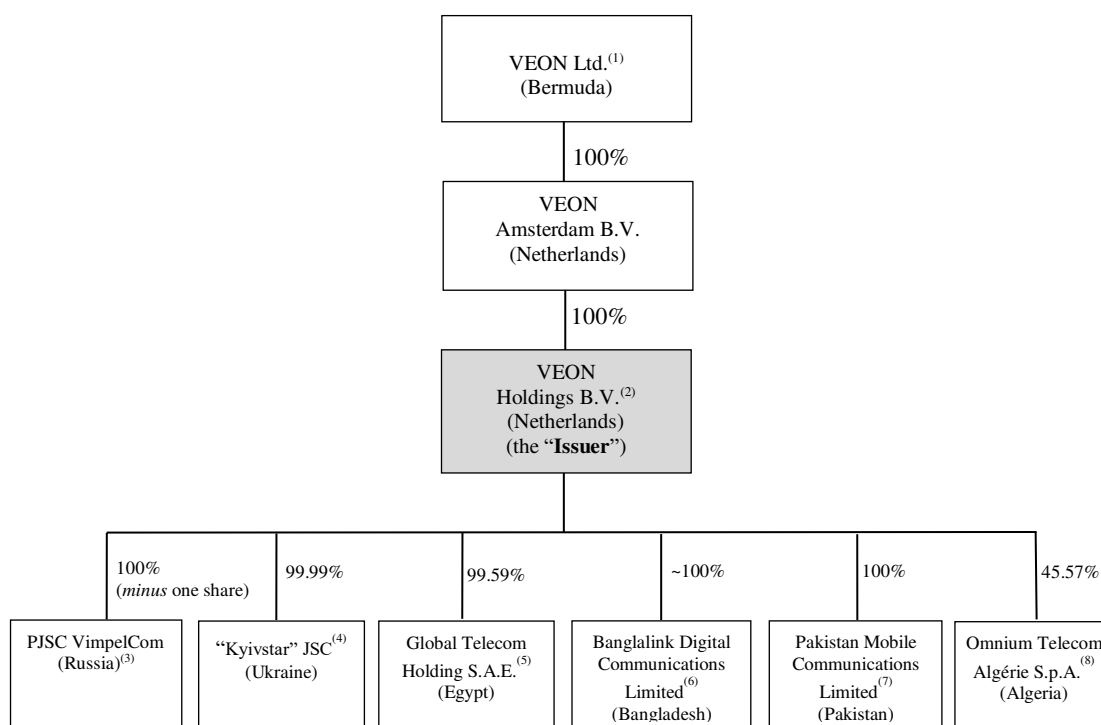 VEON Ltd.(1)
(Bermuda)
100%
VEON
Amsterdam B.V.
(Netherlands)
100%
VEON
Holdings B.V.(2)
(Netherlands)
(the “Issuer”)
100%
(minus one share)
99.99%
99.59%
~100%
100%
45.57%
PJSC VimpelCom
(Russia)(3)
“Kyivstar” JSC(4)
(Ukraine)
Global Telecom
Holding S.A.E.(5)
(Egypt)
Banglalink Digital
Communications
Limited(6)
(Bangladesh)
Pakistan Mobile
Communications
Limited(7)
(Pakistan)
Omnium Telecom
Algérie S.p.A.(8)
(Algeria)